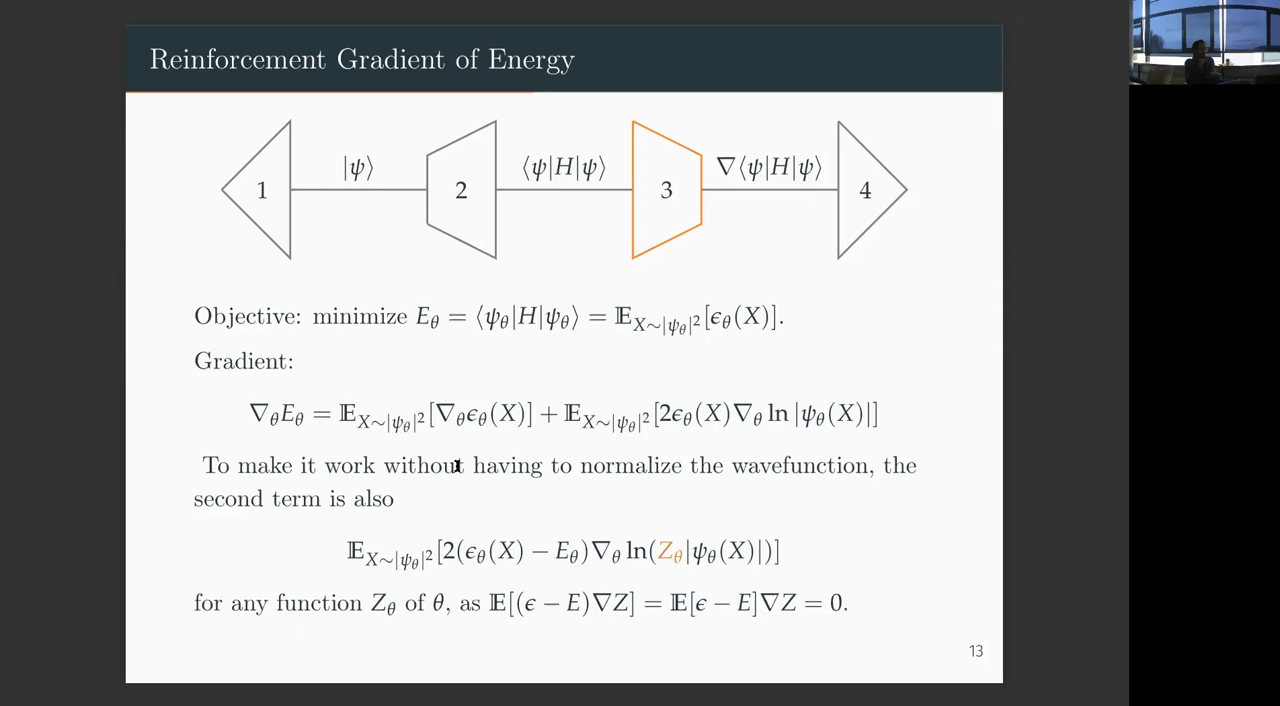 Reinforcement Gradient of Energy
1 |ψ⟩ 2 ⟨ψ|H|ψ⟩ 3 ∇⟨ψ|H|ψ⟩ 4
Objective: minimize E_θ = ⟨ψ_θ|H|ψ_θ⟩ = 𝔼_{X∼|ψ_θ|²}[ϵ_θ(X)].
Gradient:
∇_θE_θ = 𝔼_{X∼|ψ_θ|²}[∇_θϵ_θ(X)] + 𝔼_{X∼|ψ_θ|²}[2ϵ_θ(X)∇_θ ln |ψ_θ(X)|]
To make it work without having to normalize the wavefunction, the
second term is also
𝔼_{X∼|ψ_θ|²}[2(ϵ_θ(X) − E_θ)∇_θ ln(Z_θ|ψ_θ(X)|)]
for any function Z_θ of θ, as 𝔼[(ϵ − E)∇Z] = 𝔼[ϵ − E]∇Z = 0.
13